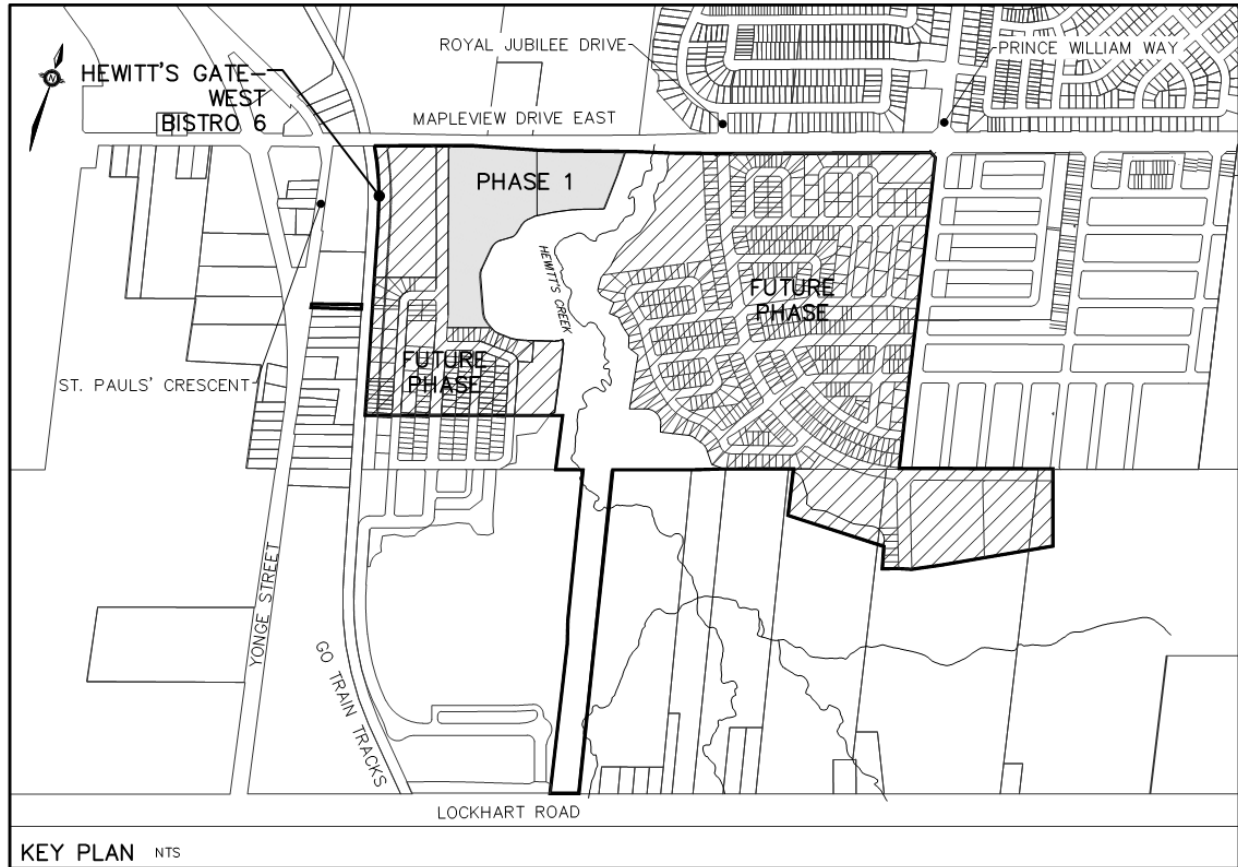 ROYAL JUBILEE DRIVE
PRINCE WILLIAM WAY
N
HEWITT'S GATE
WEST
BISTRO 6
MAPLEVIEW DRIVE EAST
PHASE 1
HEWITT'S CREEK
FUTURE
PHASE
FUTURE
PHASE
ST. PAULS' CRESCENT
YONGE STREET
GO TRAIN TRACKS
LOCKHART ROAD
KEY PLAN NTS